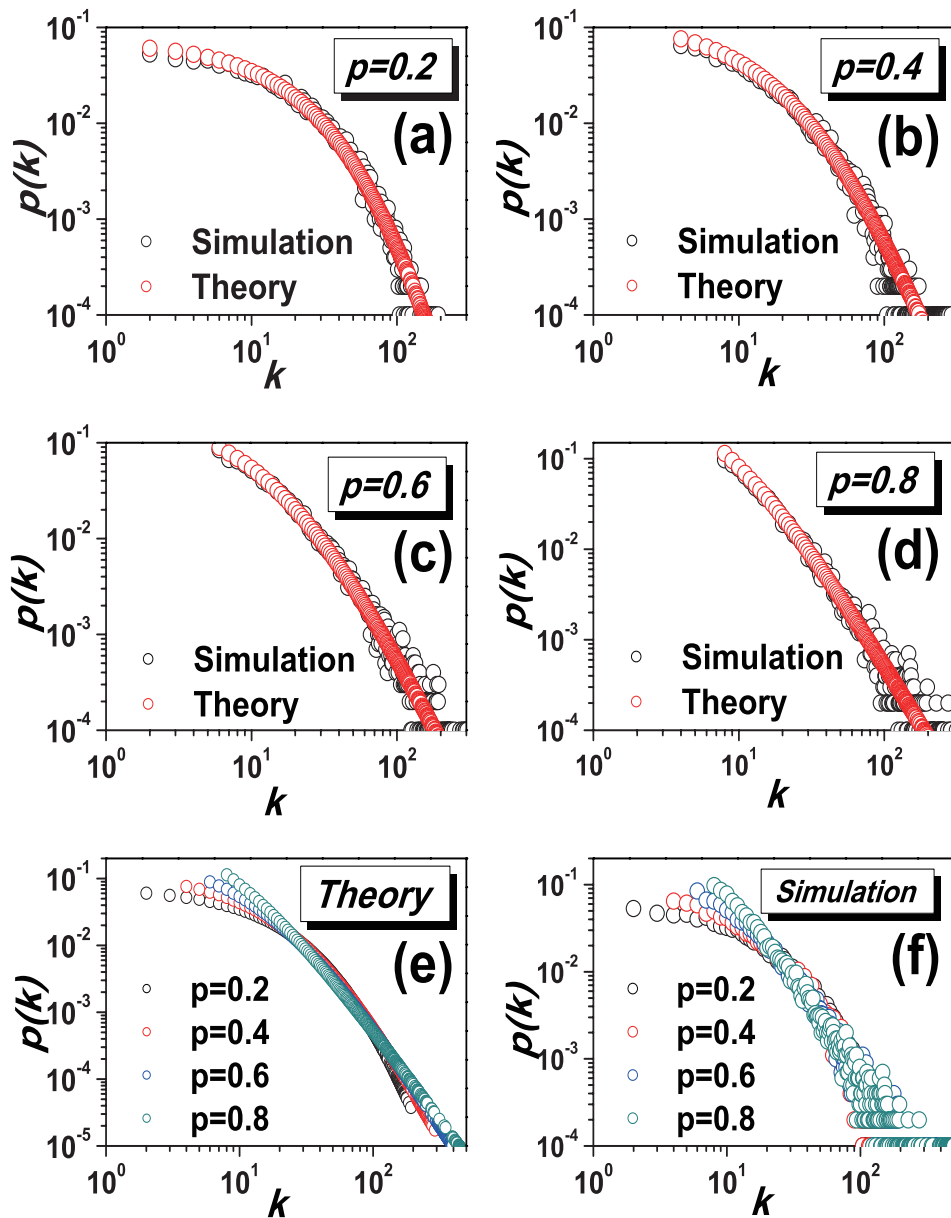 p=0.2
(a)
Simulation
Theory
p(k)
10^-1
10^-2
10^-3
10^-4
10^0
10^1
10^2
k
p=0.4
(b)
Simulation
Theory
p(k)
10^-1
10^-2
10^-3
10^-4
10^0
10^1
10^2
k
p=0.6
(c)
Simulation
Theory
p(k)
10^-1
10^-2
10^-3
10^-4
10^0
10^1
10^2
k
p=0.8
(d)
Simulation
Theory
p(k)
10^-1
10^-2
10^-3
10^-4
10^0
10^1
10^2
k
Theory
(e)
p=0.2
p=0.4
p=0.6
p=0.8
p(k)
10^-1
10^-2
10^-3
10^-4
10^-5
10^0
10^1
10^2
k
Simulation
(f)
p=0.2
p=0.4
p=0.6
p=0.8
p(k)
10^-1
10^-2
10^-3
10^-4
10^0
10^1
10^2
k